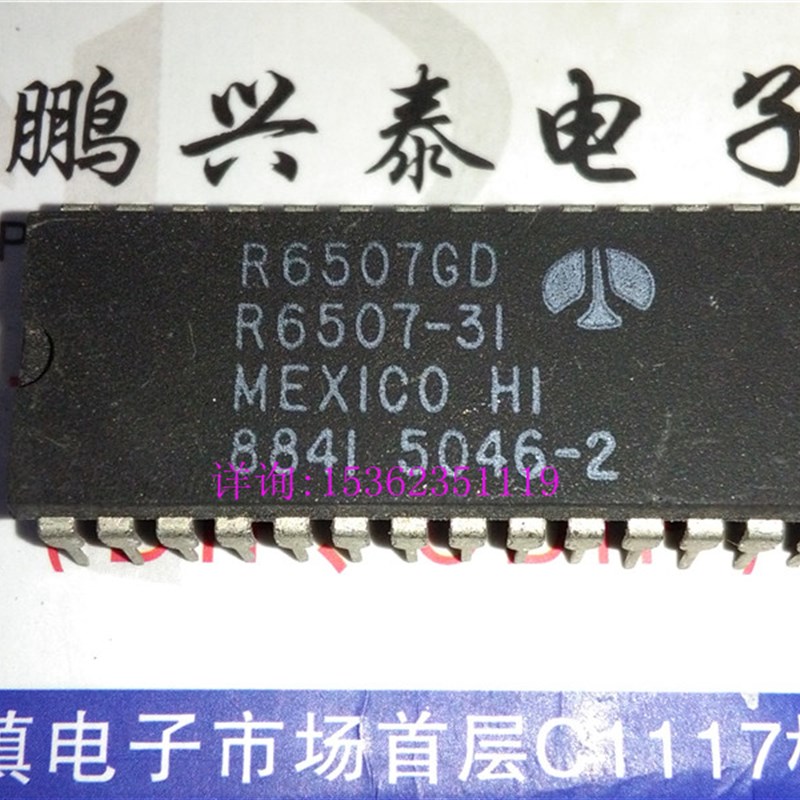 鹏兴泰电子
R6507GD
R6507-31
MEXICO HI
8841 5046-2
详询:15362351119
电子市场首层C1117